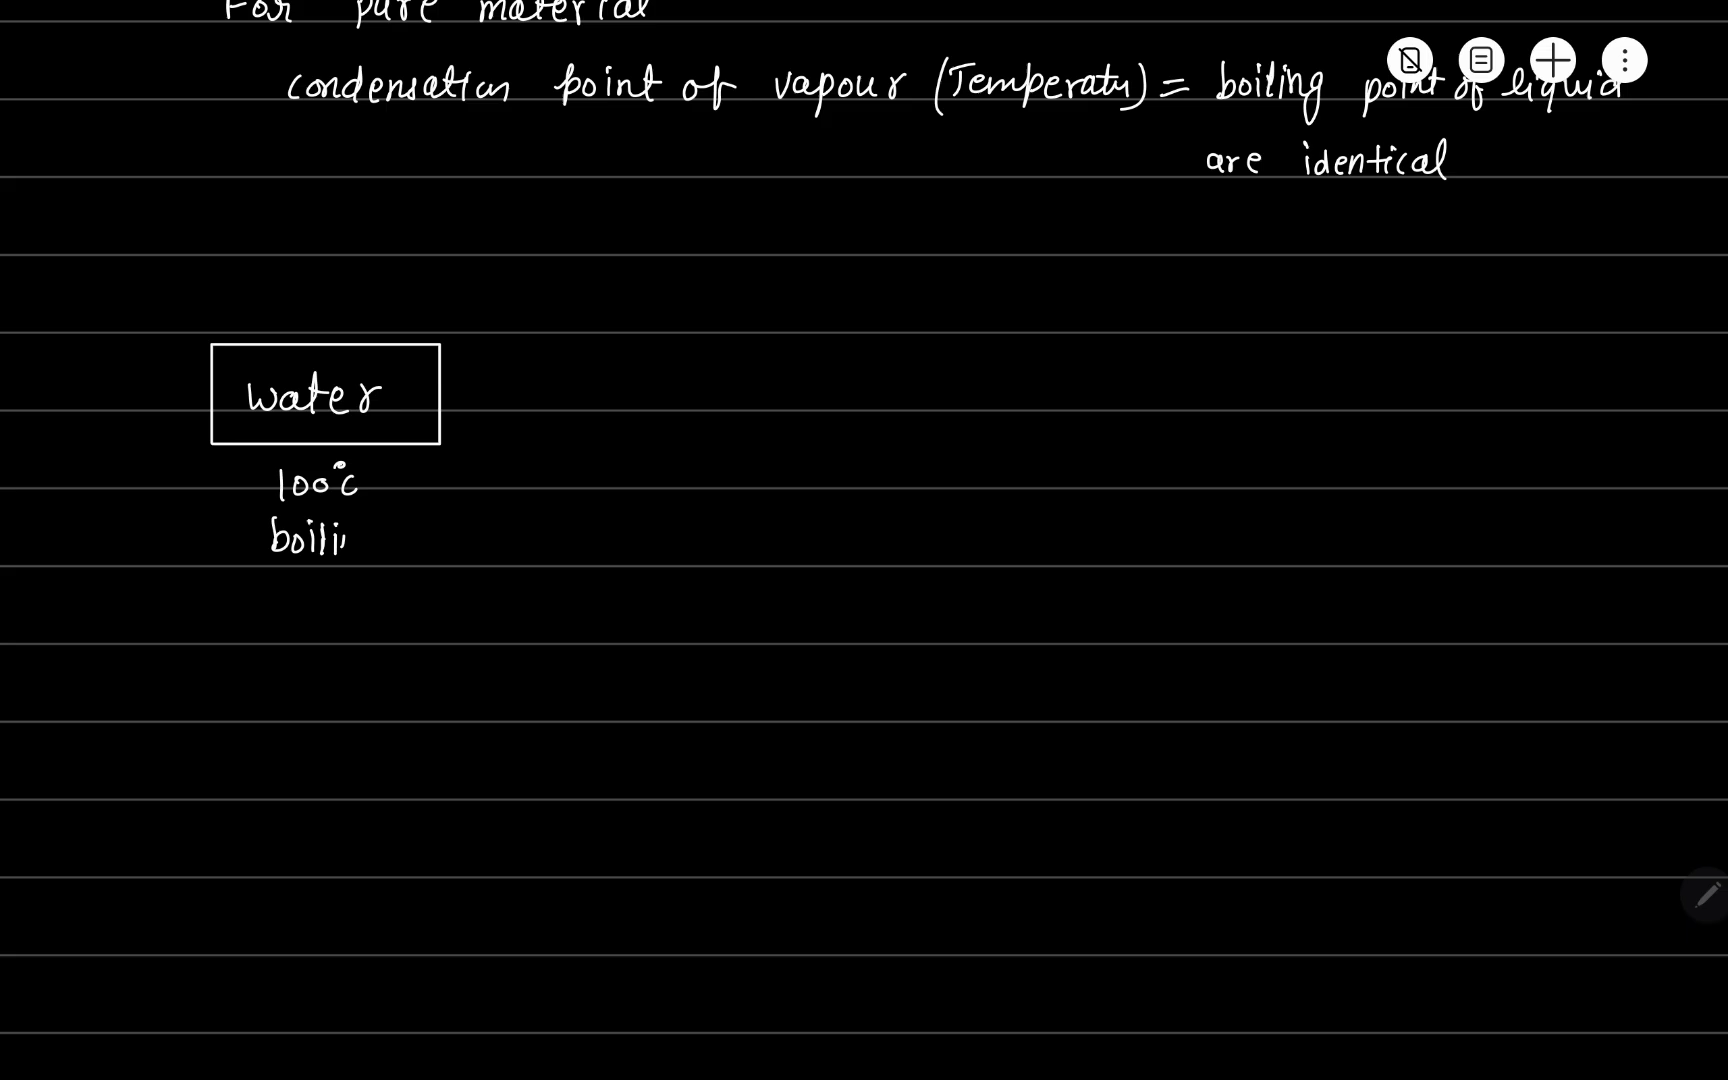 For pure material
condensation point of vapour (Temperatu) = boiling point of liquid
are identical
water
100°c
boili